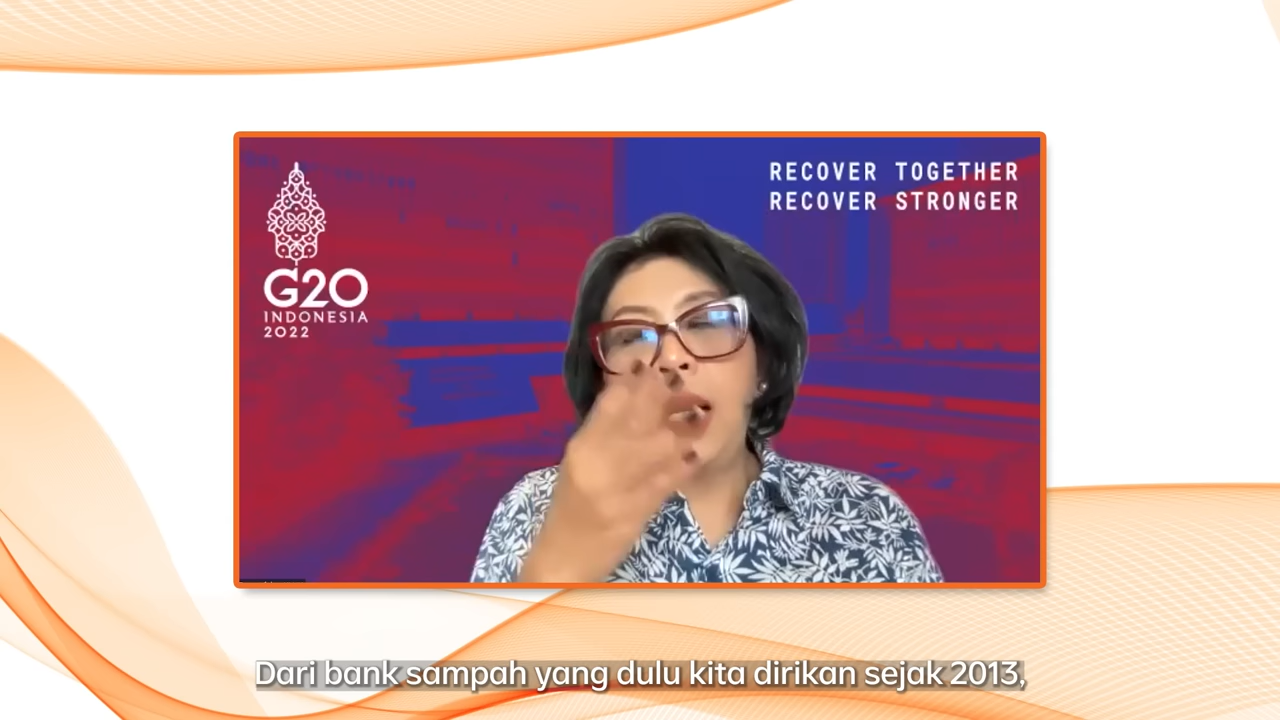 RECOVER TOGETHER
RECOVER STRONGER
G20
INDONESIA
2022
Dari bank sampah yang dulu kita dirikan sejak 2013,